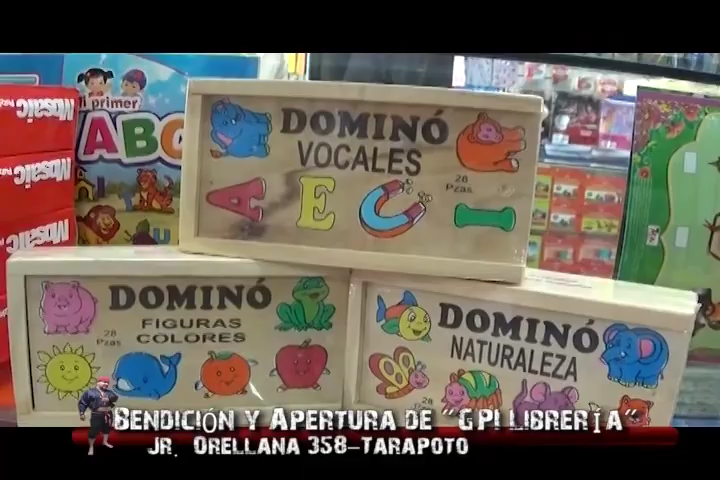 Mosaic
Mosaic
Mosaic
i primer
ABC
DOMINÓ
VOCALES
28
Pzas.
A E U I
DOMINÓ
FIGURAS
COLORES
28
Pzas.
DOMINÓ
NATURALEZA
28
BENDICIÓN Y APERTURA DE "GPI LIBRERÍA"
JR. ORELLANA 358-TARAPOTO